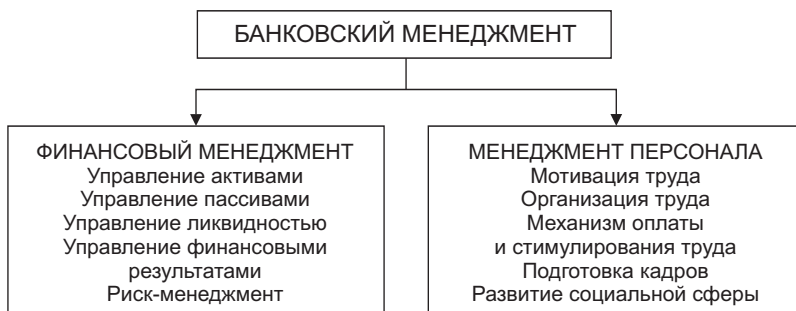 БАНКОВСКИЙ МЕНЕДЖМЕНТ
ФИНАНСОВЫЙ МЕНЕДЖМЕНТ
Управление активами
Управление пассивами
Управление ликвидностью
Управление финансовыми
результатами
Риск-менеджмент
МЕНЕДЖМЕНТ ПЕРСОНАЛА
Мотивация труда
Организация труда
Механизм оплаты
и стимулирования труда
Подготовка кадров
Развитие социальной сферы